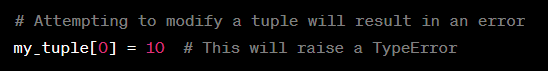 # Attempting to modify a tuple will result in an error
my_tuple[0] = 10  # This will raise a TypeError